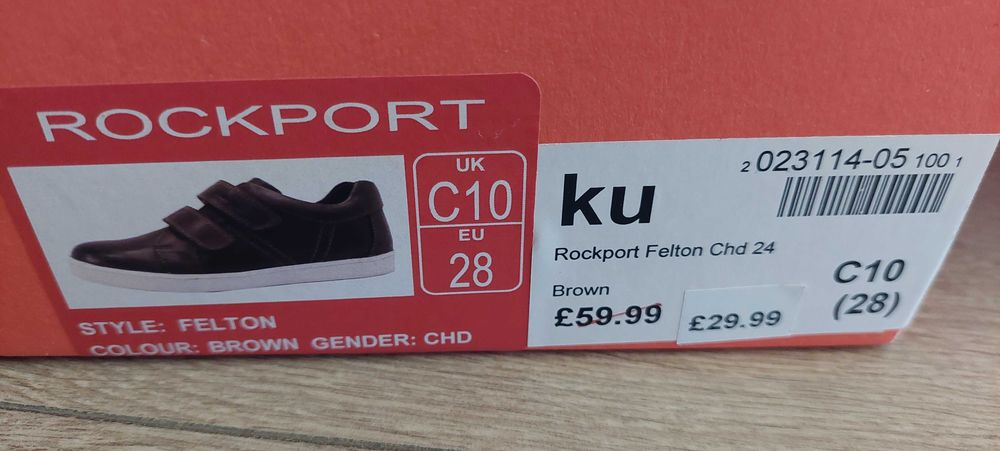 ROCKPORT
UK
C10
EU
28
STYLE: FELTON
COLOUR: BROWN GENDER: CHD
ku
2 023114-05 100 1
Rockport Felton Chd 24
Brown
£59.99
£29.99
C10
(28)